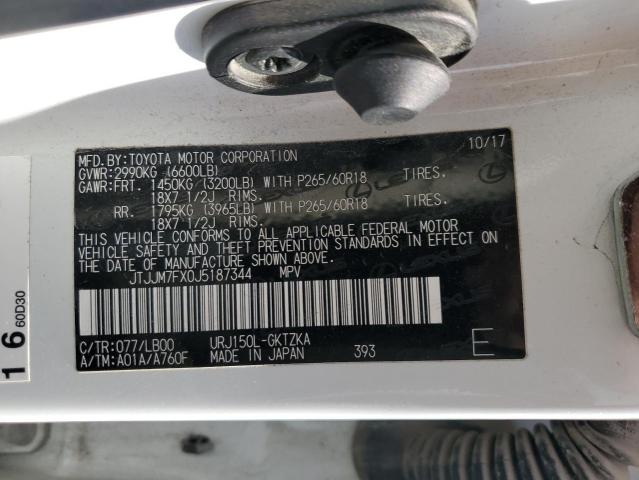 MFD.BY:TOYOTA MOTOR CORPORATION 10/17
GVWR:2990KG (6600LB)
GAWR:FRT. 1450KG (3200LB) WITH P265/60R18 TIRES.
18X7 1/2J RIMS.
RR. 1795KG (3965LB) WITH P265/60R18 TIRES.
18X7 1/2J RIMS.
THIS VEHICLE CONFORMS TO ALL APPLICABLE FEDERAL MOTOR
VEHICLE SAFETY AND THEFT PREVENTION STANDARDS IN EFFECT ON
THE DATE OF MANUFACTURE SHOWN ABOVE.
JTJJM7FX0J5187344 MPV
C/TR:077/LB00 URJ150L-GKTZKA
A/TM:A01A/A760F MADE IN JAPAN 393 E
16 60D30
LEXUS